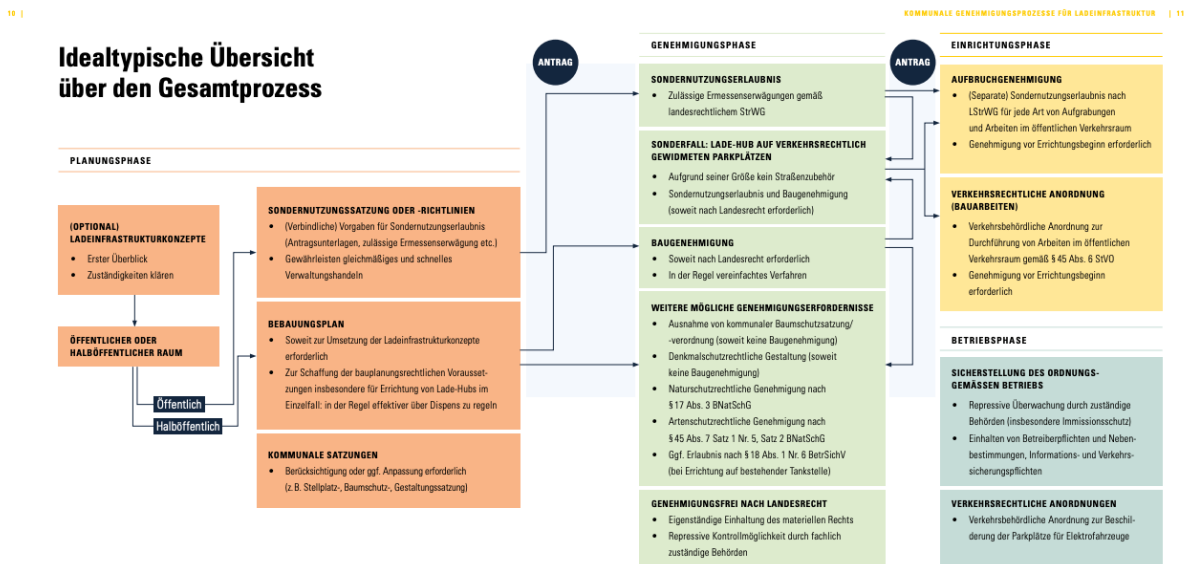 10 |
KOMMUNALE GENEHMIGUNGSPROZESSE FÜR LADEINFRASTRUKTUR | 11
Idealtypische Übersicht
über den Gesamtprozess
PLANUNGSPHASE
(OPTIONAL)
LADEINFRASTRUKTURKONZEPTE
• Erster Überblick
• Zuständigkeiten klären
ÖFFENTLICHER ODER
HALBÖFFENTLICHER RAUM
Öffentlich
Halböffentlich
SONDERNUTZUNGSSATZUNG ODER -RICHTLINIEN
• (Verbindliche) Vorgaben für Sondernutzungserlaubnis
(Antragsunterlagen, zulässige Ermessenserwägung etc.)
• Gewährleisten gleichmäßiges und schnelles
Verwaltungshandeln
BEBAUUNGSPLAN
• Soweit zur Umsetzung der Ladeinfrastrukturkonzepte
erforderlich
• Zur Schaffung der bauplanungsrechtlichen Vorausset-
zungen insbesondere für Errichtung von Lade-Hubs im
Einzelfall: in der Regel effektiver über Dispens zu regeln
KOMMUNALE SATZUNGEN
• Berücksichtigung oder ggf. Anpassung erforderlich
(z. B. Stellplatz-, Baumschutz-, Gestaltungssatzung)
ANTRAG
GENEHMIGUNGSPHASE
SONDERNUTZUNGSERLAUBNIS
• Zulässige Ermessenserwägungen gemäß
landesrechtlichem StrWG
SONDERFALL: LADE-HUB AUF VERKEHRSRECHTLICH
GEWIDMETEN PARKPLÄTZEN
• Aufgrund seiner Größe kein Straßenzubehör
• Sondernutzungserlaubnis und Baugenehmigung
(soweit nach Landesrecht erforderlich)
BAUGENEHMIGUNG
• Soweit nach Landesrecht erforderlich
• In der Regel vereinfachtes Verfahren
WEITERE MÖGLICHE GENEHMIGUNGSERFORDERNISSE
• Ausnahme von kommunaler Baumschutzsatzung/
-verordnung (soweit keine Baugenehmigung)
• Denkmalschutzrechtliche Gestaltung (soweit
keine Baugenehmigung)
• Naturschutzrechtliche Genehmigung nach
§ 17 Abs. 3 BNatSchG
• Artenschutzrechtliche Genehmigung nach
§ 45 Abs. 7 Satz 1 Nr. 5, Satz 2 BNatSchG
• Ggf. Erlaubnis nach § 18 Abs. 1 Nr. 6 BetrSichV
(bei Errichtung auf bestehender Tankstelle)
GENEHMIGUNGSFREI NACH LANDESRECHT
• Eigenständige Einhaltung des materiellen Rechts
• Repressive Kontrollmöglichkeit durch fachlich
zuständige Behörden
ANTRAG
EINRICHTUNGSPHASE
AUFBRUCHGENEHMIGUNG
• (Separate) Sondernutzungserlaubnis nach
LStrWG für jede Art von Aufgrabungen
und Arbeiten im öffentlichen Verkehrsraum
• Genehmigung vor Errichtungsbeginn erforderlich
VERKEHRSRECHTLICHE ANORDNUNG
(BAUARBEITEN)
• Verkehrsbehördliche Anordnung zur
Durchführung von Arbeiten im öffentlichen
Verkehrsraum gemäß § 45 Abs. 6 StVO
• Genehmigung vor Errichtungsbeginn
erforderlich
BETRIEBSPHASE
SICHERSTELLUNG DES ORDNUNGS-
GEMÄSSEN BETRIEBS
• Repressive Überwachung durch zuständige
Behörden (insbesondere Immissionsschutz)
• Einhalten von Betreiberpflichten und Neben-
bestimmungen, Informations- und Verkehrs-
sicherungspflichten
VERKEHRSRECHTLICHE ANORDNUNGEN
• Verkehrsbehördliche Anordnung zur Beschil-
derung der Parkplätze für Elektrofahrzeuge